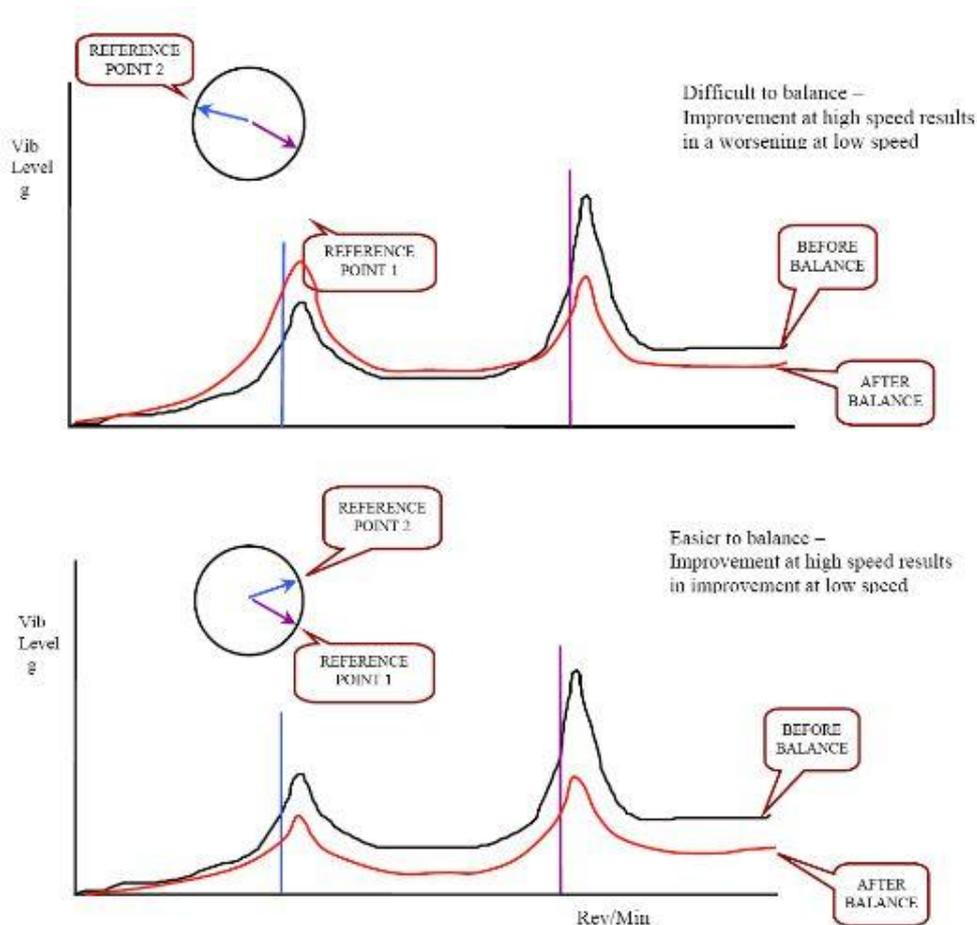 REFERENCE
POINT 2
Difficult to balance –
Improvement at high speed results
in a worsening at low speed
Vib
Level
g
REFERENCE
POINT 1
BEFORE
BALANCE
AFTER
BALANCE
REFERENCE
POINT 2
Easier to balance –
Improvement at high speed results
in improvement at low speed
Vib
Level
g
REFERENCE
POINT 1
BEFORE
BALANCE
AFTER
BALANCE
Rev/Min